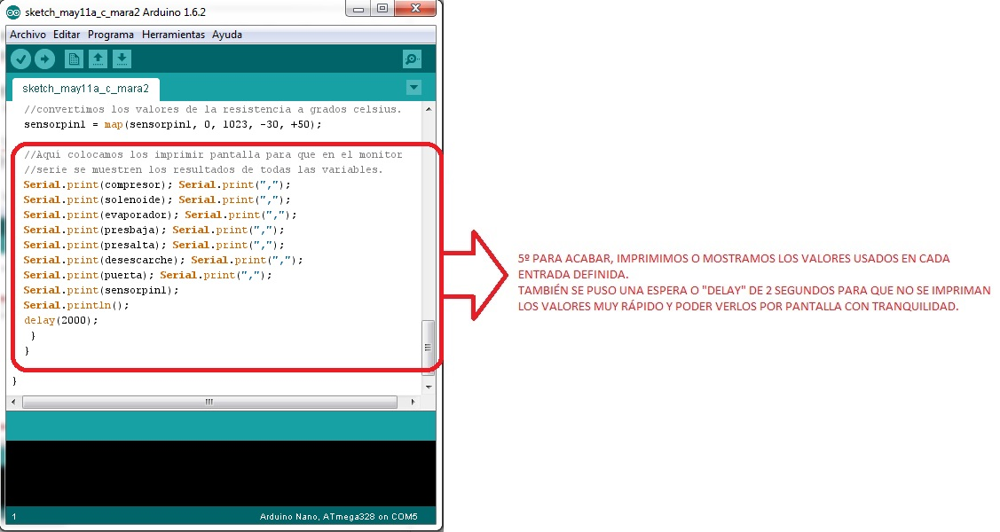 sketch_may11a_c_mara2 Arduino 1.6.2
Archivo Editar Programa Herramientas Ayuda
sketch_may11a_c_mara2
//convertimos los valores de la resistencia a grados celsius.
sensorpin1 = map(sensorpin1, 0, 1023, -30, +50);
//Aquí colocamos los imprimir pantalla para que en el monitor
//serie se muestren los resultados de todas las variables.
Serial.print(compresor); Serial.print(",");
Serial.print(solenoide); Serial.print(",");
Serial.print(evaporador); Serial.print(",");
Serial.print(presbaja); Serial.print(",");
Serial.print(presalta); Serial.print(",");
Serial.print(desescarche); Serial.print(",");
Serial.print(puerta); Serial.print(",");
Serial.print(sensorpin1);
Serial.println();
delay(2000);
}
}
}
5º PARA ACABAR, IMPRIMIMOS O MOSTRAMOS LOS VALORES USADOS EN CADA
ENTRADA DEFINIDA.
TAMBIÉN SE PUSO UNA ESPERA O "DELAY" DE 2 SEGUNDOS PARA QUE NO SE IMPRIMAN
LOS VALORES MUY RÁPIDO Y PODER VERLOS POR PANTALLA CON TRANQUILIDAD.
1
Arduino Nano, ATmega328 on COM5